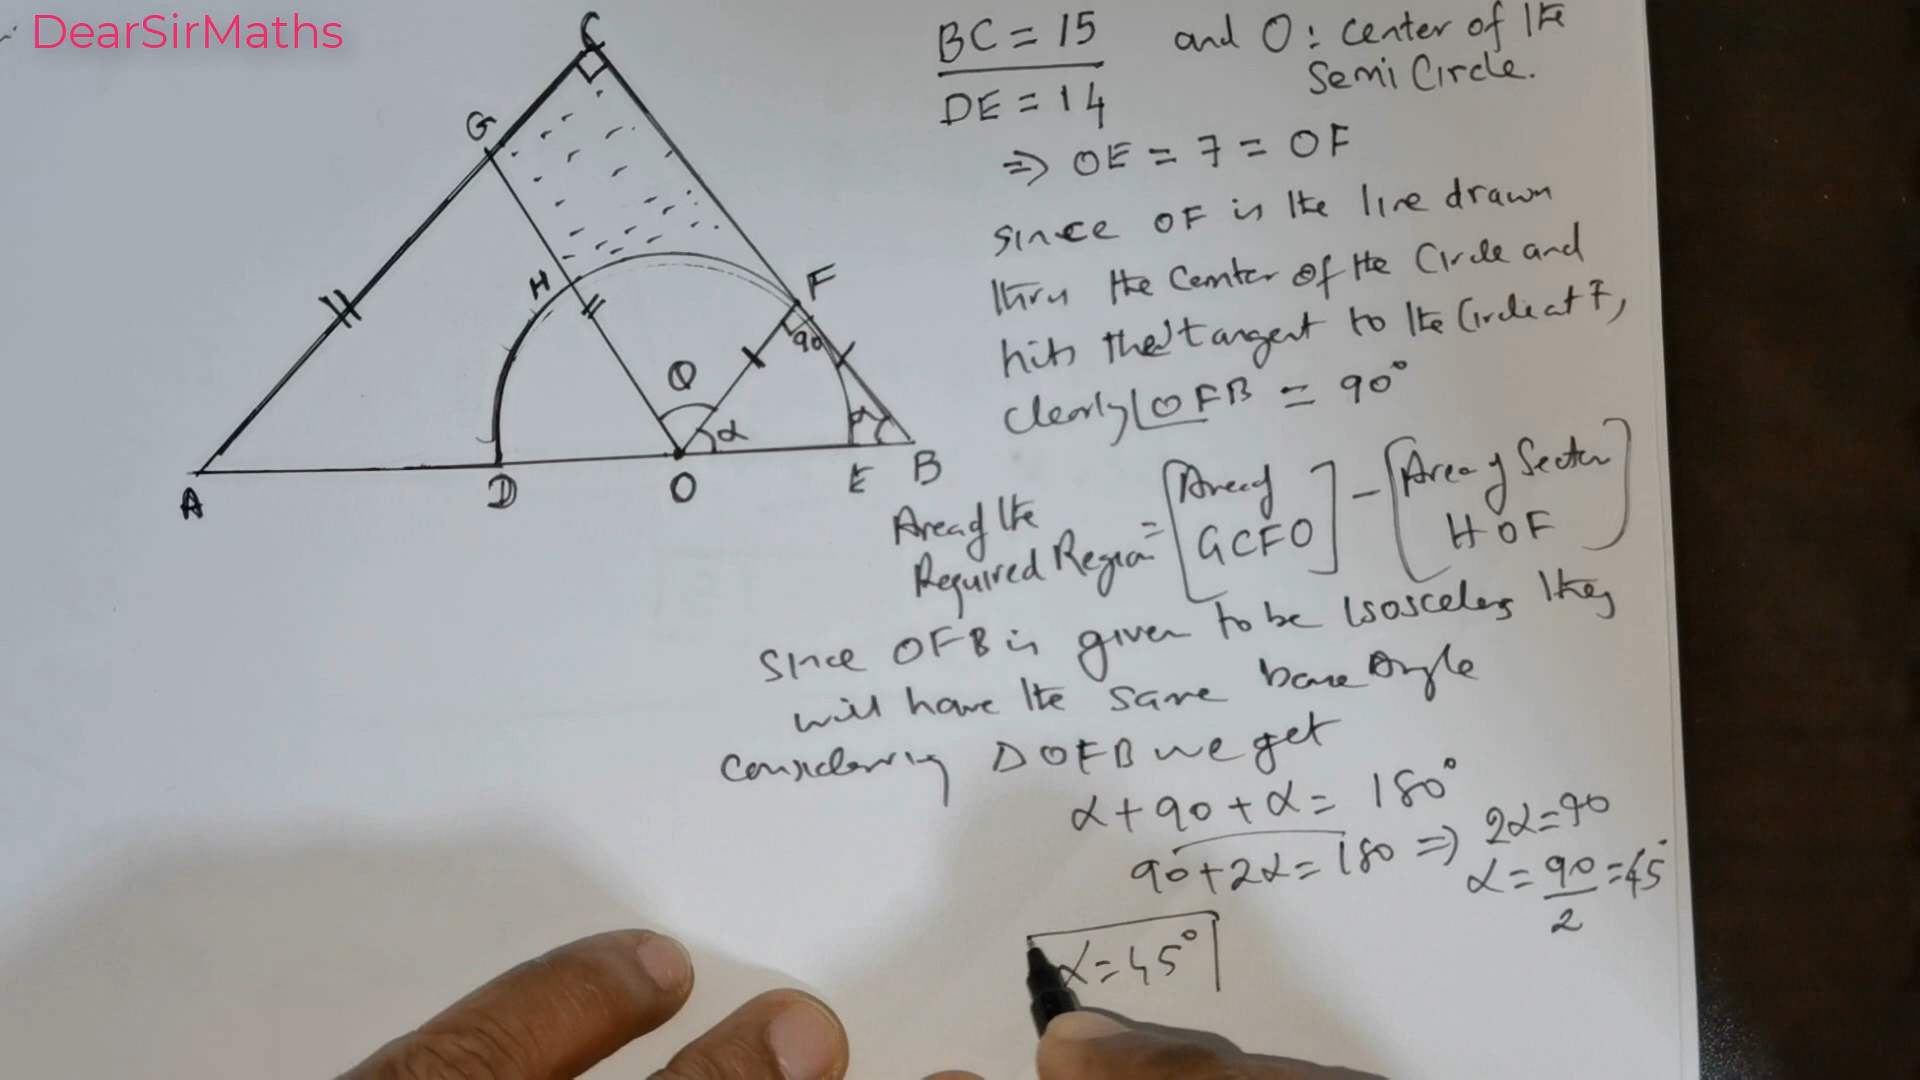 DearSirMaths
C
G
H
F
90
θ
α
α
A
D
O
E
B
BC = 15 and O : center of the
Semi Circle.
DE = 14
⇒ OE = 7 = OF
since OF is the line drawn
thru the Center of the Circle and
hits the tangent to the Circle at F,
clearly ∠OFB = 90°
Area of the
Required Region = [Area of GCFO] - [Area of Sector HOF]
Since OFB is given to be Isosceles they
will have the same base Angle
Considering Δ OFB we get
α + 90 + α = 180°
90 + 2α = 180 ⇒ 2α = 90
α = 90/2 = 45°
α = 45°